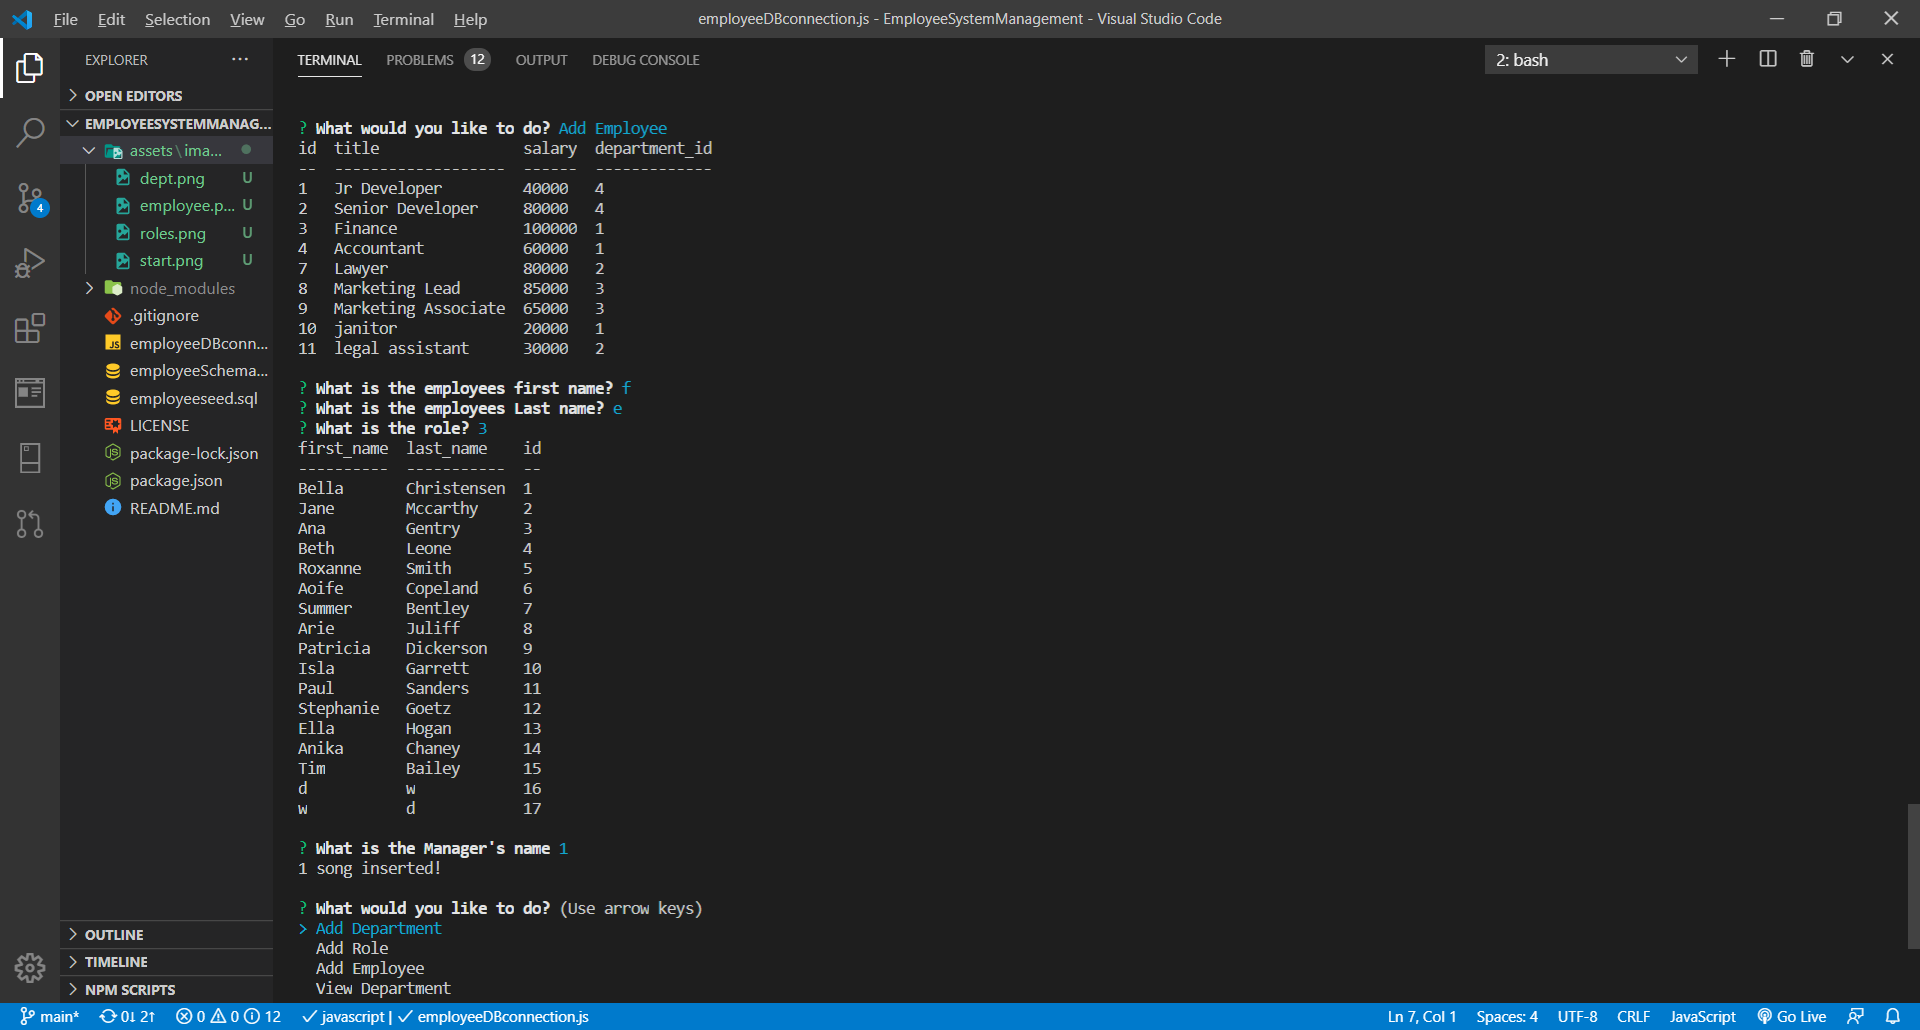 File Edit Selection View Go Run Terminal Help
employeeDBconnection.js - EmployeeSystemManagement - Visual Studio Code
EXPLORER
OPEN EDITORS
EMPLOYEESYSTEMMANAG...
assets\ima...
dept.png U
employee.p... U
roles.png U
start.png U
node_modules
.gitignore
JS employeeDBconn...
employeeSchema...
employeeseed.sql
LICENSE
package-lock.json
package.json
README.md
OUTLINE
TIMELINE
NPM SCRIPTS
4
TERMINAL PROBLEMS 12 OUTPUT DEBUG CONSOLE
2: bash
? What would you like to do? Add Employee
id title salary department_id
-- ------------------- ------ -------------
1 Jr Developer 40000 4
2 Senior Developer 80000 4
3 Finance 100000 1
4 Accountant 60000 1
7 Lawyer 80000 2
8 Marketing Lead 85000 3
9 Marketing Associate 65000 3
10 janitor 20000 1
11 legal assistant 30000 2
? What is the employees first name? f
? What is the employees Last name? e
? What is the role? 3
first_name last_name id
---------- ----------- --
Bella Christensen 1
Jane Mccarthy 2
Ana Gentry 3
Beth Leone 4
Roxanne Smith 5
Aoife Copeland 6
Summer Bentley 7
Arie Juliff 8
Patricia Dickerson 9
Isla Garrett 10
Paul Sanders 11
Stephanie Goetz 12
Ella Hogan 13
Anika Chaney 14
Tim Bailey 15
d w 16
w d 17
? What is the Manager's name 1
1 song inserted!
? What would you like to do? (Use arrow keys)
> Add Department
Add Role
Add Employee
View Department
main* 0↓ 2↑ 0 0 12 javascript | employeeDBconnection.js
Ln 7, Col 1 Spaces: 4 UTF-8 CRLF JavaScript Go Live